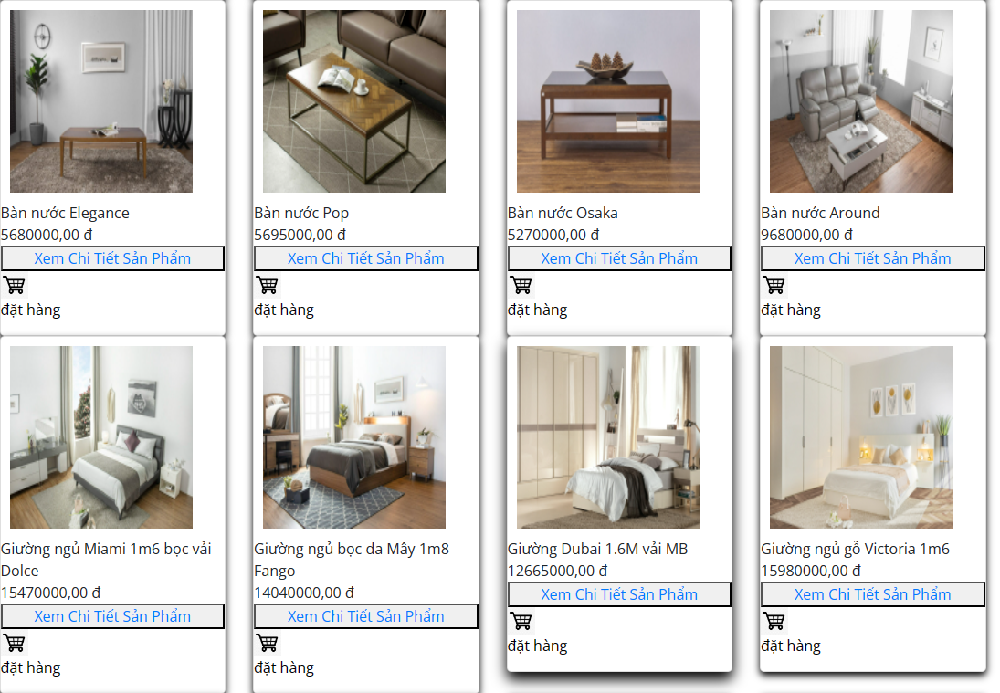 Bàn nước Elegance
5680000,00 đ
Xem Chi Tiết Sản Phẩm
đặt hàng
Bàn nước Pop
5695000,00 đ
Xem Chi Tiết Sản Phẩm
đặt hàng
Bàn nước Osaka
5270000,00 đ
Xem Chi Tiết Sản Phẩm
đặt hàng
Bàn nước Around
9680000,00 đ
Xem Chi Tiết Sản Phẩm
đặt hàng
Giường ngủ Miami 1m6 bọc vải
Dolce
15470000,00 đ
Xem Chi Tiết Sản Phẩm
đặt hàng
Giường ngủ bọc da Mây 1m8
Fango
14040000,00 đ
Xem Chi Tiết Sản Phẩm
đặt hàng
Giường Dubai 1.6M vải MB
12665000,00 đ
Xem Chi Tiết Sản Phẩm
đặt hàng
Giường ngủ gỗ Victoria 1m6
15980000,00 đ
Xem Chi Tiết Sản Phẩm
đặt hàng